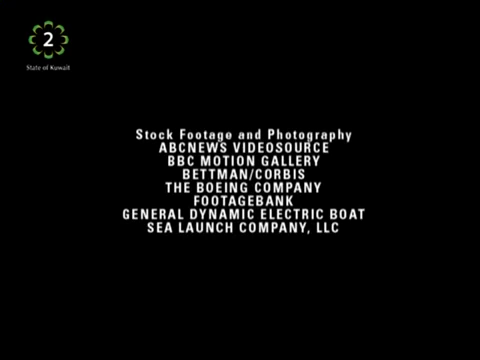 2
State of Kuwait
Stock Footage and Photography
ABCNEWS VIDEOSOURCE
BBC MOTION GALLERY
BETTMAN/CORBIS
THE BOEING COMPANY
FOOTAGEBANK
GENERAL DYNAMIC ELECTRIC BOAT
SEA LAUNCH COMPANY, LLC